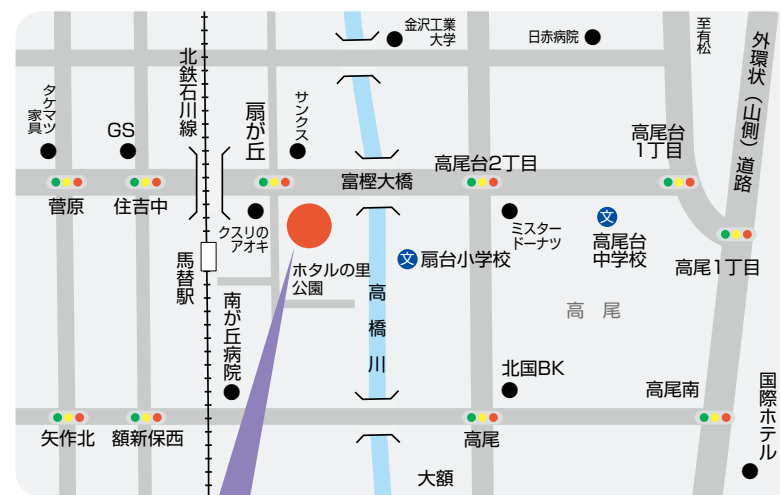 金沢工業
大学
日赤病院
至有松
外環状（山側）道路
北鉄石川線
タケマツ
家具
GS
扇が丘
サンクス
高尾台
1丁目
高尾台2丁目
富樫大橋
菅原
住吉中
クスリの
アオキ
ミスター
ドーナツ
文
高尾台
中学校
文
扇台小学校
高尾1丁目
馬替駅
ホタルの里
公園
南が丘病院
高橋川
高尾
北国BK
高尾南
国際ホテル
矢作北
額新保西
高尾
大額